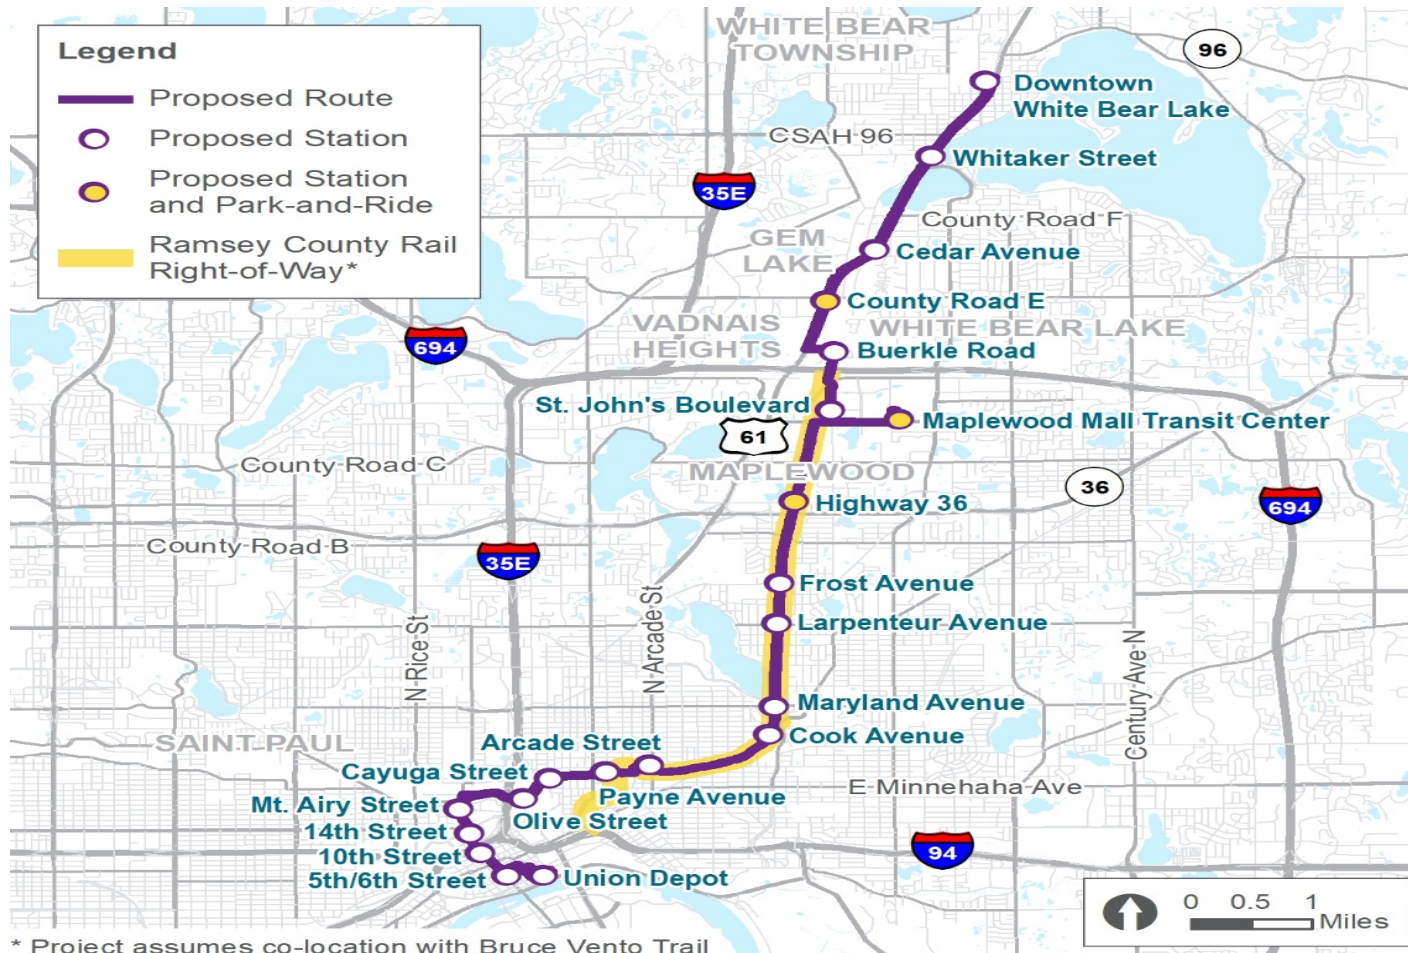 Legend
Proposed Route
Proposed Station
Proposed Station
and Park-and-Ride
Ramsey County Rail
Right-of-Way*
WHITE BEAR
TOWNSHIP
96
Downtown
White Bear Lake
CSAH 96
Whitaker Street
35E
County Road F
GEM
LAKE
Cedar Avenue
County Road E
VADNAIS
HEIGHTS
WHITE BEAR LAKE
694
Buerkle Road
St. John's Boulevard
Maplewood Mall Transit Center
61
County Road C
MAPLEWOOD
36
Highway 36
694
County Road B
35E
Frost Avenue
N Rice St
N Arcade St
Larpenteur Avenue
Century Ave N
Maryland Avenue
SAINT PAUL
Arcade Street
Cook Avenue
Cayuga Street
Payne Avenue
E Minnehaha Ave
Mt. Airy Street
Olive Street
14th Street
10th Street
94
5th/6th Street
Union Depot
0 0.5 1
Miles
* Project assumes co-location with Bruce Vento Trail